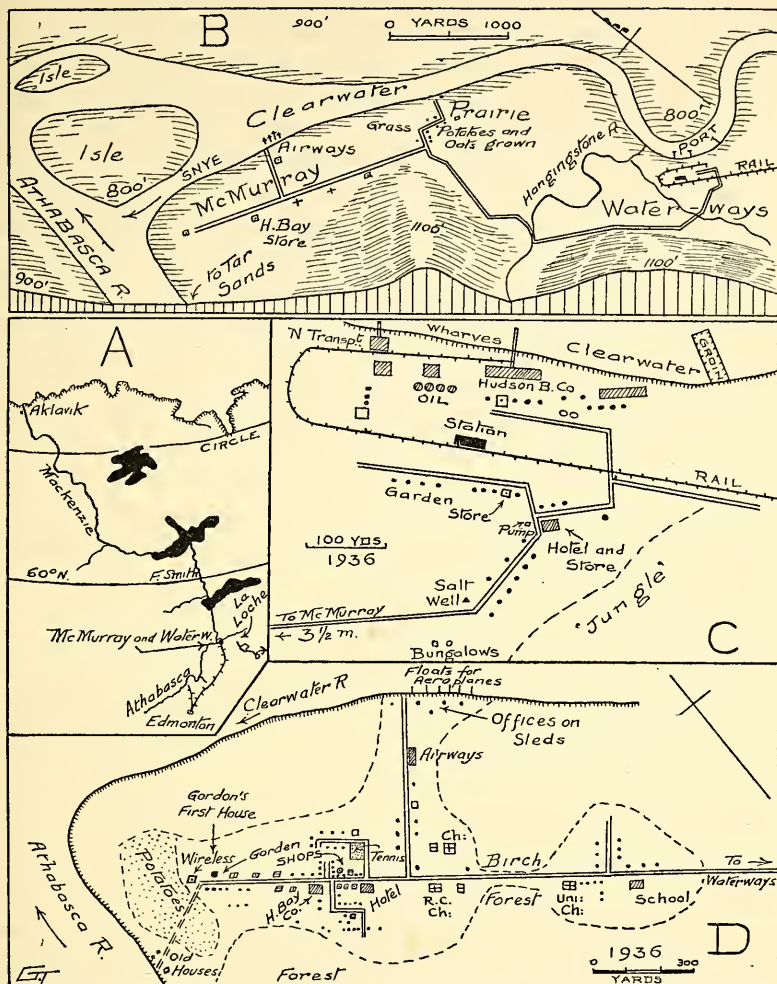 B
900'
0 YARDS 1000
Isle
Isle
800'
Clearwater
SNYE
Airways
McMurray
Grass
Prairie
Potatoes and
Oats grown
Hangingstone R
800'
PORT
RAIL
Water-ways
H. Bay
Store
1100'
1100'
ATHABASCA R.
900'
to Tar
Sands
A
Aklavik
CIRCLE
Mackenzie
60°N.
F. Smith
La
Loche
McMurray and Waterw.
Athabasca
Edmonton
N Transpt.
Wharves
Clearwater
GROIN
Hudson B. Co
OIL
Station
RAIL
Garden
Store
Pump
Hotel and
Store
100 YDS
1936
Salt
Well
To McMurray
← 3½ m.
Bungalows
'Jungle'
C
Clearwater R
Floats for
Aeroplanes
Offices on
Sleds
Airways
Gordon's
First House
Wireless
Gorden
SHOPS
Tennis
Ch:
Birch
To →
Waterways
Potatoes
H. Bay
Co.
Hotel
R.C.
Ch:
Forest
Uni:
Ch:
School
Athabasca R.
Old
Houses
Forest
1936
0 300
YARDS
D
GT